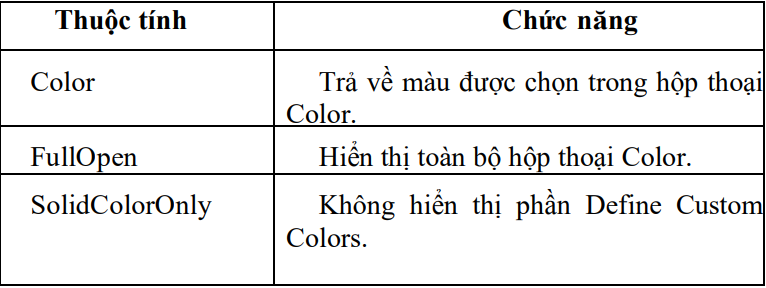 Thuộc tính Chức năng
Color Trả về màu được chọn trong hộp thoại
Color.
FullOpen Hiển thị toàn bộ hộp thoại Color.
SolidColorOnly Không hiển thị phần Define Custom
Colors.